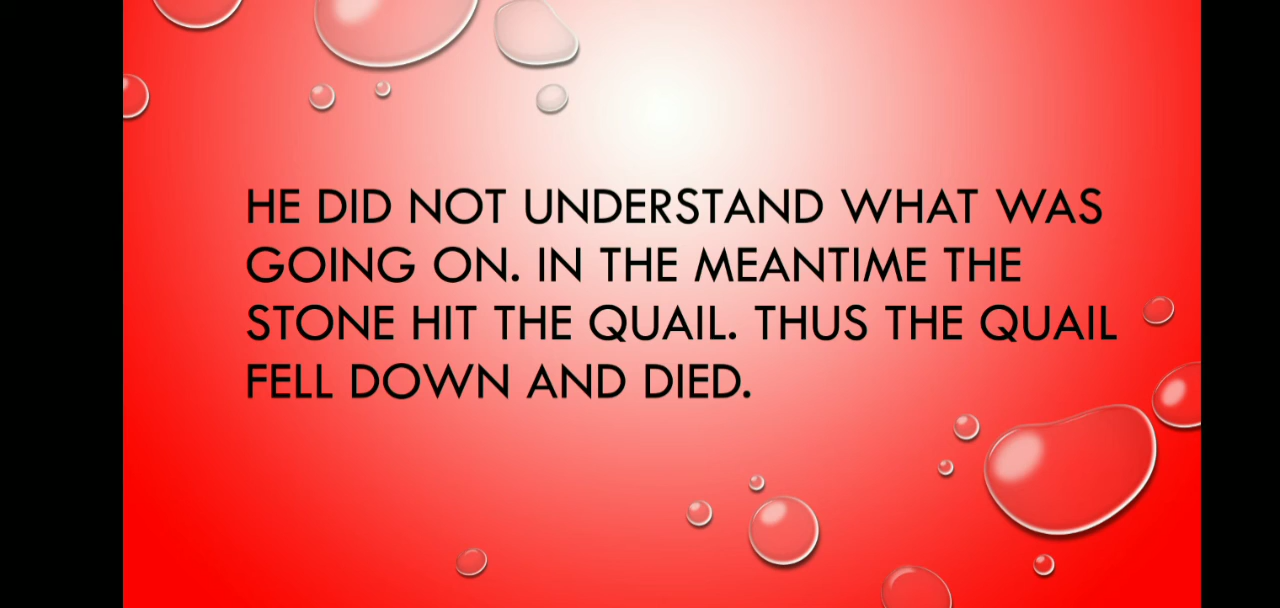 HE DID NOT UNDERSTAND WHAT WAS
GOING ON. IN THE MEANTIME THE
STONE HIT THE QUAIL. THUS THE QUAIL
FELL DOWN AND DIED.